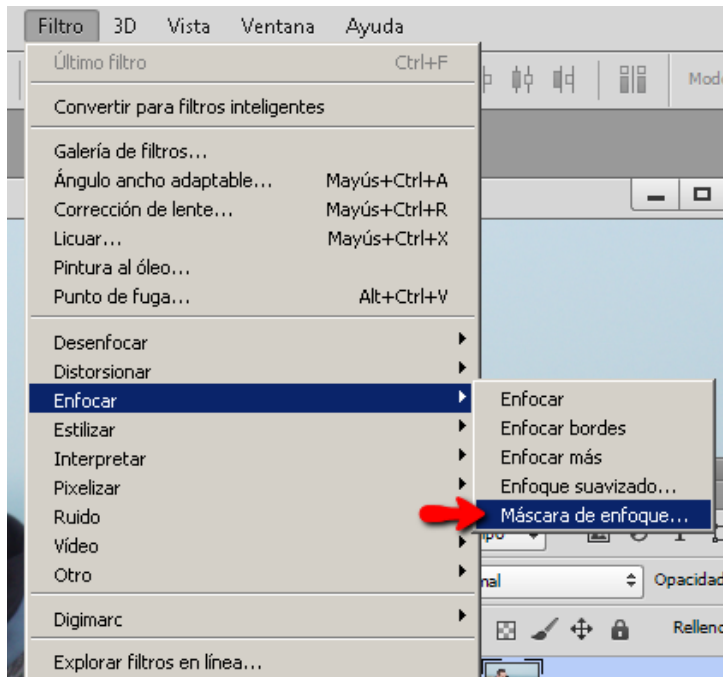 Filtro 3D Vista Ventana Ayuda
Último filtro Ctrl+F
Convertir para filtros inteligentes
Galería de filtros...
Ángulo ancho adaptable... Mayús+Ctrl+A
Corrección de lente... Mayús+Ctrl+R
Licuar... Mayús+Ctrl+X
Pintura al óleo...
Punto de fuga... Alt+Ctrl+V
Desenfocar
Distorsionar
Enfocar
Estilizar
Interpretar
Pixelizar
Ruido
Vídeo
Otro
Digimarc
Explorar filtros en línea...
Enfocar
Enfocar bordes
Enfocar más
Enfoque suavizado...
Máscara de enfoque...
Opacidad